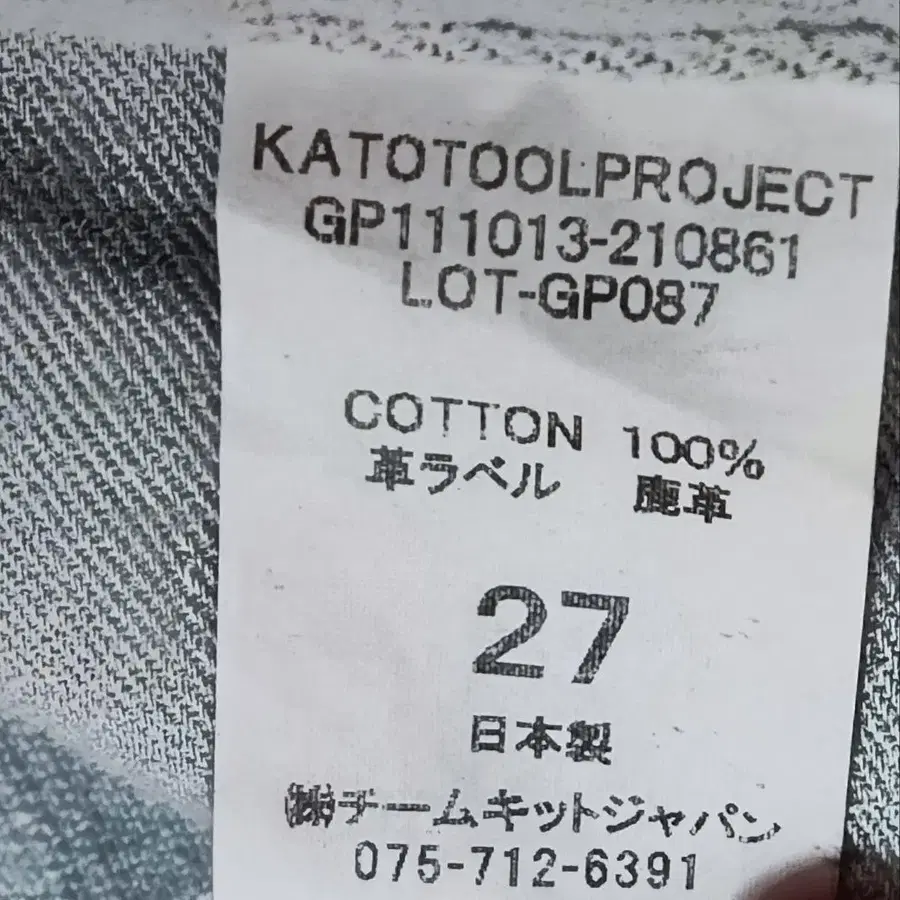 KATOTOOLPROJECT
GP111013-210861
LOT-GP087
COTTON 100%
革ラベル 鹿革
27
日本製
㈱チームキットジャパン
075-712-6391